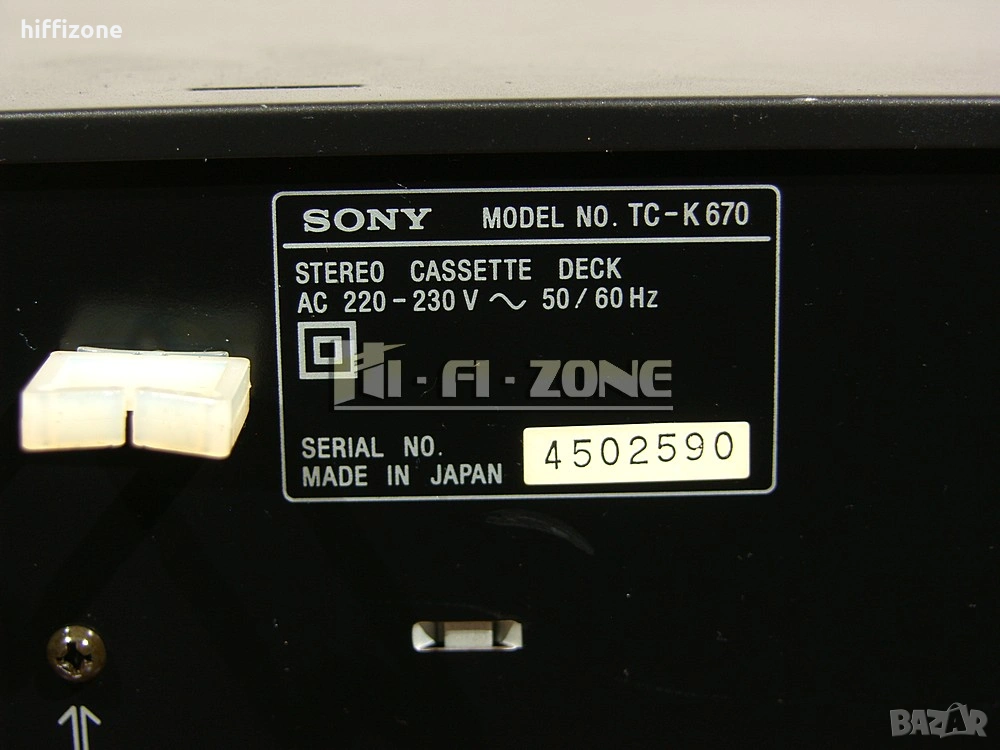 hiffizone
SONY MODEL NO. TC-K670
STEREO CASSETTE DECK
AC 220-230V ~ 50/60Hz
HI-FI-ZONE
SERIAL NO. 4502590
MADE IN JAPAN
BAZAR